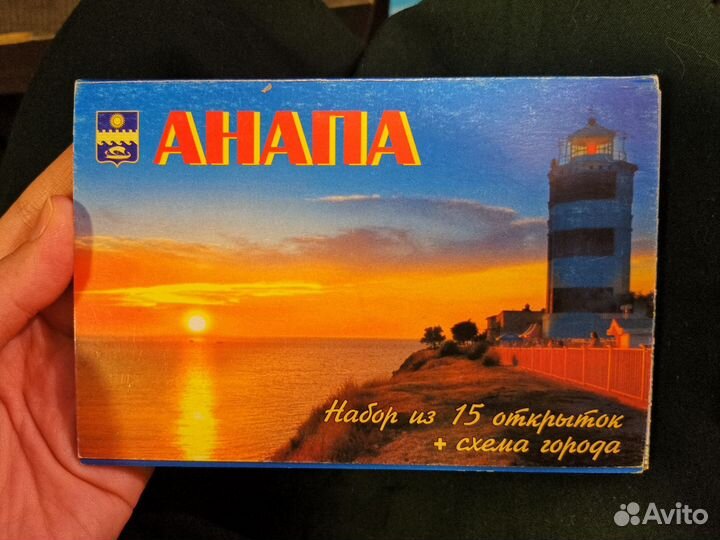 АНАПА
Набор из 15 открыток
+ схема города
Avito